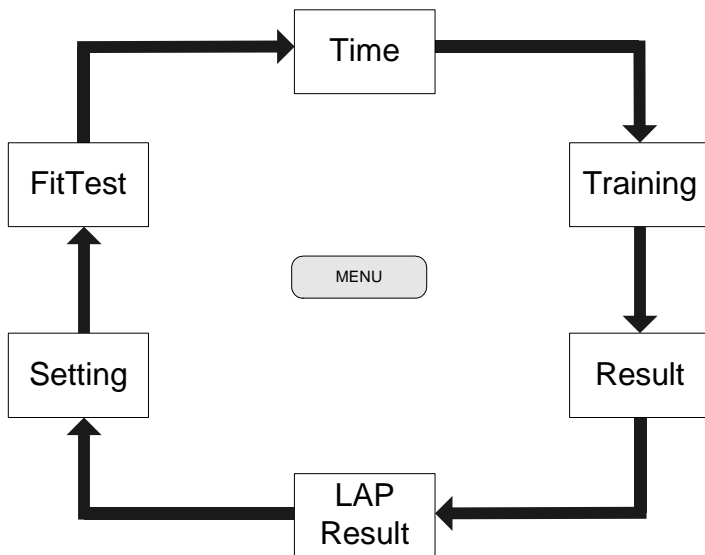 Time
FitTest
Training
MENU
Setting
Result
LAP
Result